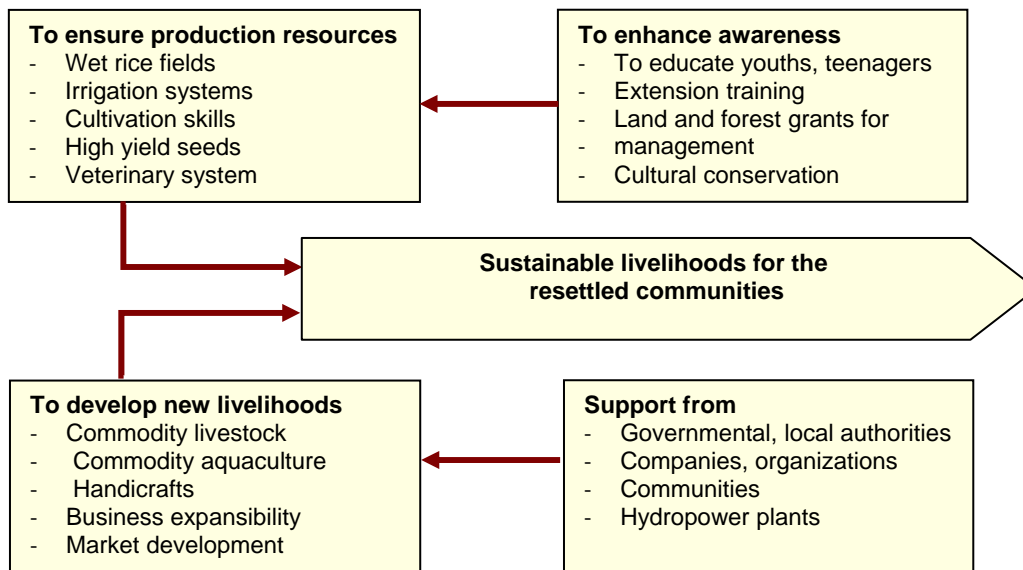 To ensure production resources
- Wet rice fields
- Irrigation systems
- Cultivation skills
- High yield seeds
- Veterinary system
To enhance awareness
- To educate youths, teenagers
- Extension training
- Land and forest grants for
- management
- Cultural conservation
Sustainable livelihoods for the
resettled communities
To develop new livelihoods
- Commodity livestock
- Commodity aquaculture
- Handicrafts
- Business expansibility
- Market development
Support from
- Governmental, local authorities
- Companies, organizations
- Communities
- Hydropower plants